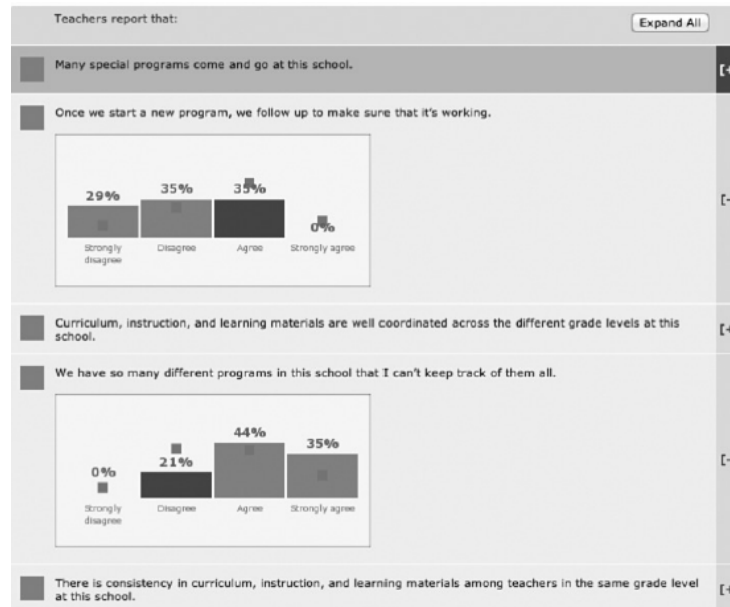 Teachers report that:
Expand All
Many special programs come and go at this school.
[+
Once we start a new program, we follow up to make sure that it's working.
[-
29%
35%
35%
0%
Strongly
disagree
Disagree
Agree
Strongly agree
Curriculum, instruction, and learning materials are well coordinated across the different grade levels at this
school.
[+
We have so many different programs in this school that I can't keep track of them all.
[-
0%
21%
44%
35%
Strongly
disagree
Disagree
Agree
Strongly agree
There is consistency in curriculum, instruction, and learning materials among teachers in the same grade level
at this school.
[+